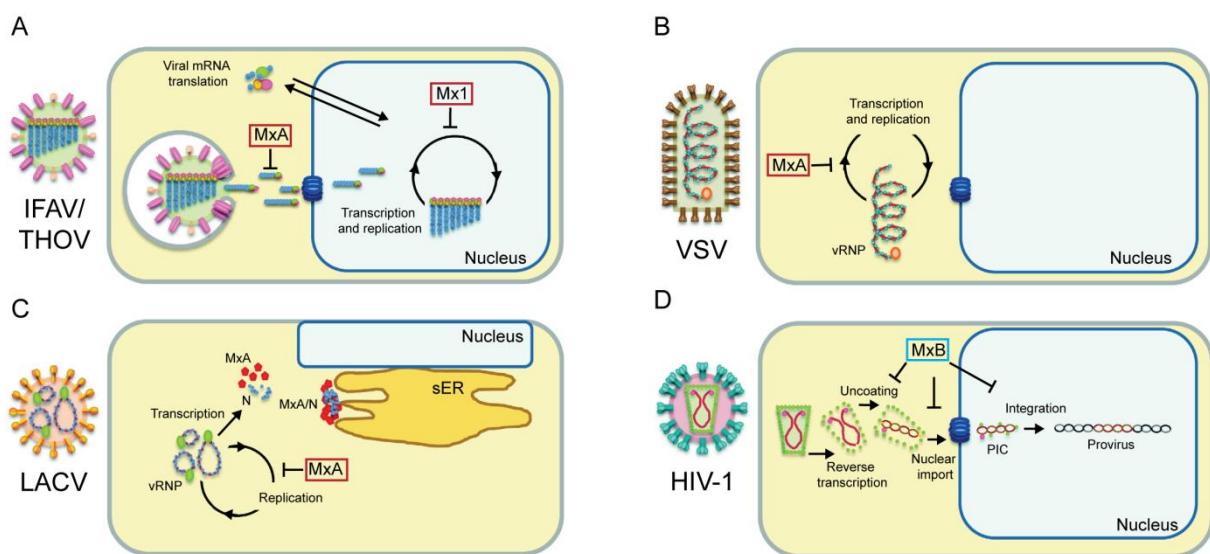 A
Viral mRNA
translation
Mx1
MxA
IFAV/
THOV
Transcription
and replication
Nucleus
B
Transcription
and replication
MxA
vRNP
VSV
Nucleus
C
Nucleus
MxA
N
MxA/N
sER
Transcription
vRNP
MxA
Replication
LACV
D
MxB
Uncoating
Integration
PIC
Provirus
Reverse
transcription
Nuclear
import
HIV-1
Nucleus